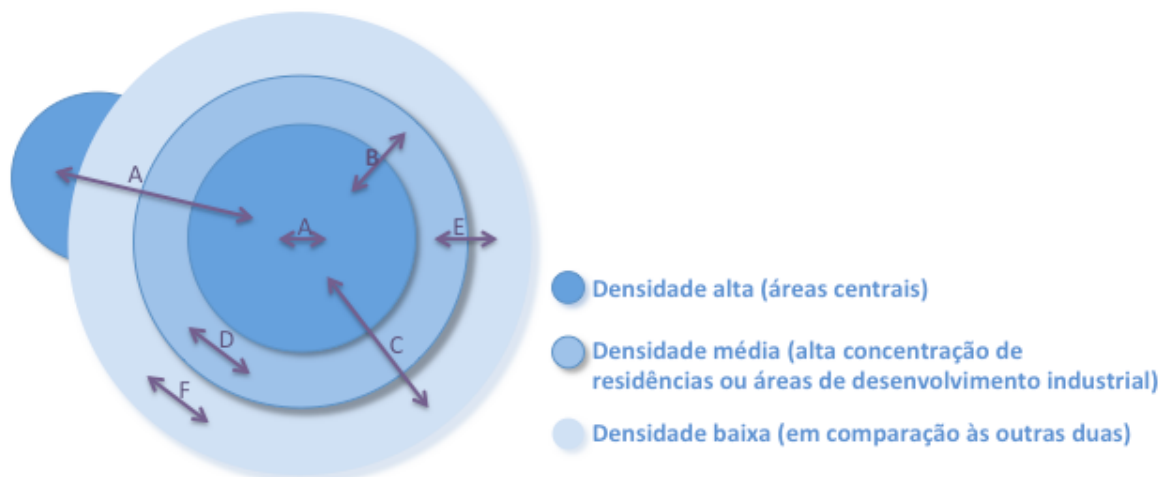 A
B
A
E
D
C
F
Densidade alta (áreas centrais)
Densidade média (alta concentração de
residências ou áreas de desenvolvimento industrial)
Densidade baixa (em comparação às outras duas)